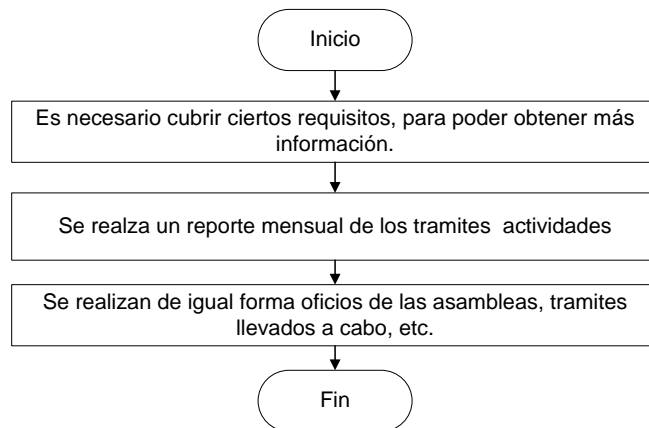 Inicio
Es necesario cubrir ciertos requisitos, para poder obtener más
información.
Se realza un reporte mensual de los tramites  actividades
Se realizan de igual forma oficios de las asambleas, tramites
llevados a cabo, etc.
Fin